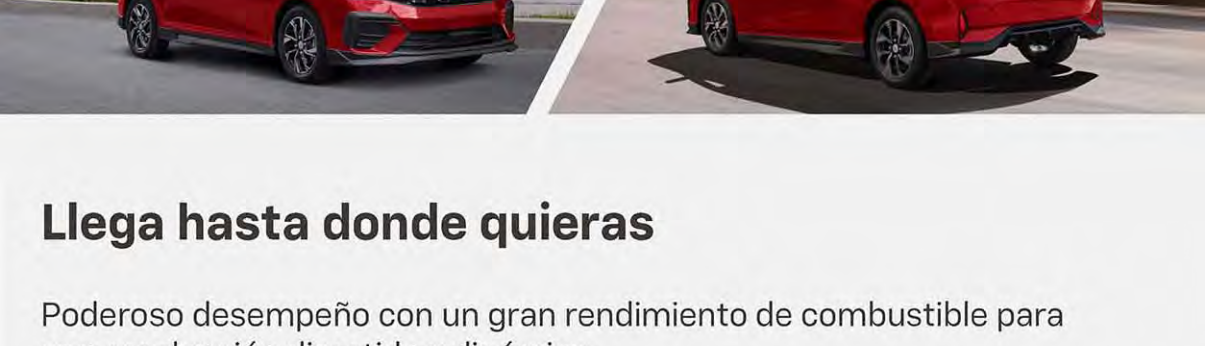 Llega hasta donde quieras
Poderoso desempeño con un gran rendimiento de combustible para